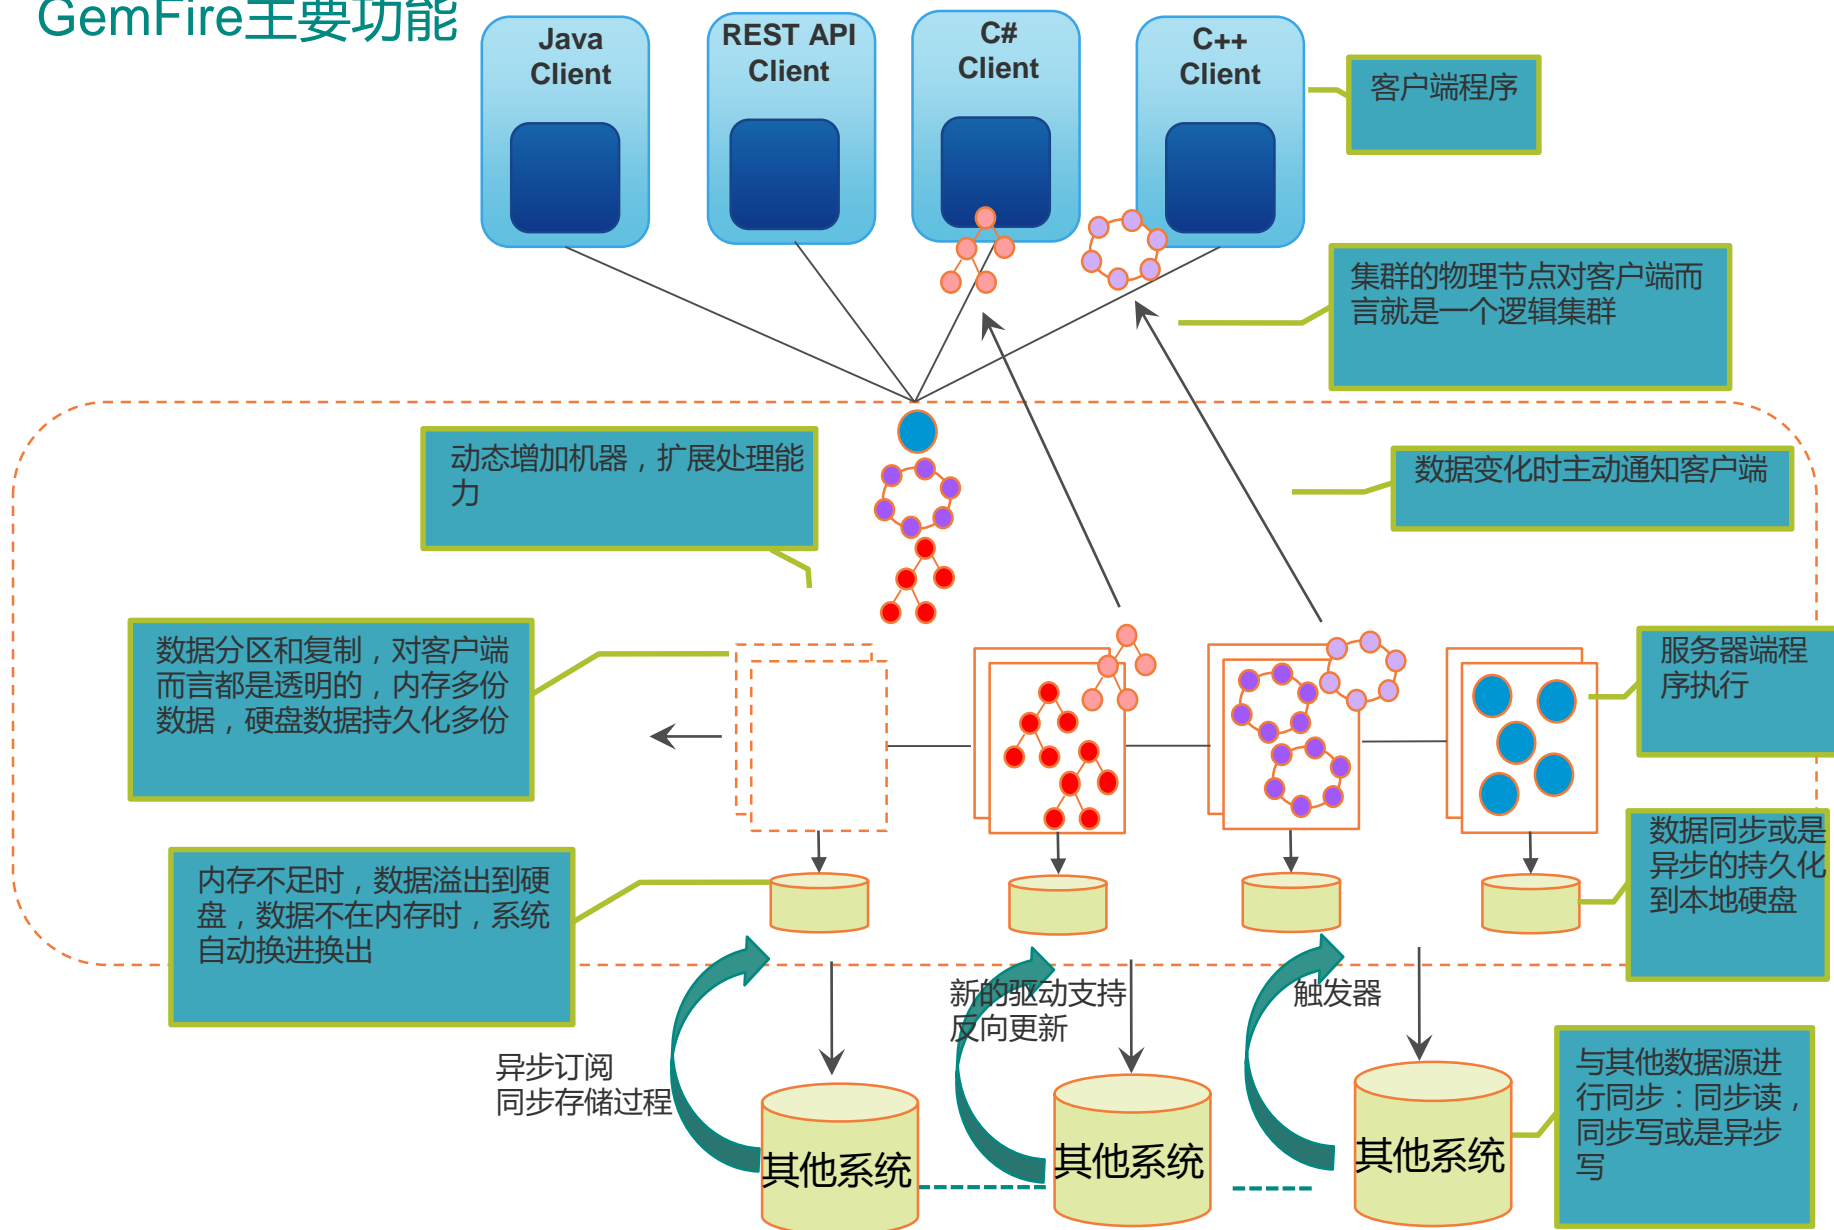 GemFire主要功能
Java
Client
REST API
Client
C#
Client
C++
Client
客户端程序
集群的物理节点对客户端而
言就是一个逻辑集群
动态增加机器，扩展处理能
力
数据变化时主动通知客户端
数据分区和复制，对客户端
而言都是透明的，内存多份
数据，硬盘数据持久化多份
服务器端程
序执行
内存不足时，数据溢出到硬
盘，数据不在内存时，系统
自动换进换出
数据同步或是
异步的持久化
到本地硬盘
新的驱动支持
反向更新
触发器
异步订阅
同步存储过程
与其他数据源进
行同步：同步读，
同步写或是异步
写
其他系统
其他系统
其他系统